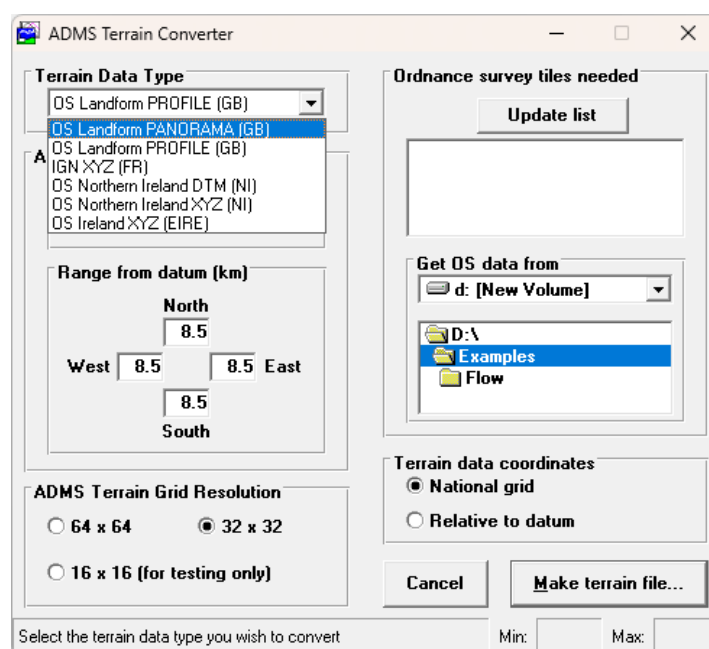 ADMS Terrain Converter
Terrain Data Type
OS Landform PROFILE (GB)
OS Landform PANORAMA (GB)
OS Landform PROFILE (GB)
IGN XYZ (FR)
OS Northern Ireland DTM (NI)
OS Northern Ireland XYZ (NI)
OS Ireland XYZ (EIRE)
A
Range from datum (km)
North
8.5
West 8.5 8.5 East
8.5
South
ADMS Terrain Grid Resolution
64 x 64 32 x 32
16 x 16 (for testing only)
Ordnance survey tiles needed
Update list
Get OS data from
d: [New Volume]
D:\
Examples
Flow
Terrain data coordinates
National grid
Relative to datum
Cancel Make terrain file...
Select the terrain data type you wish to convert Min: Max: